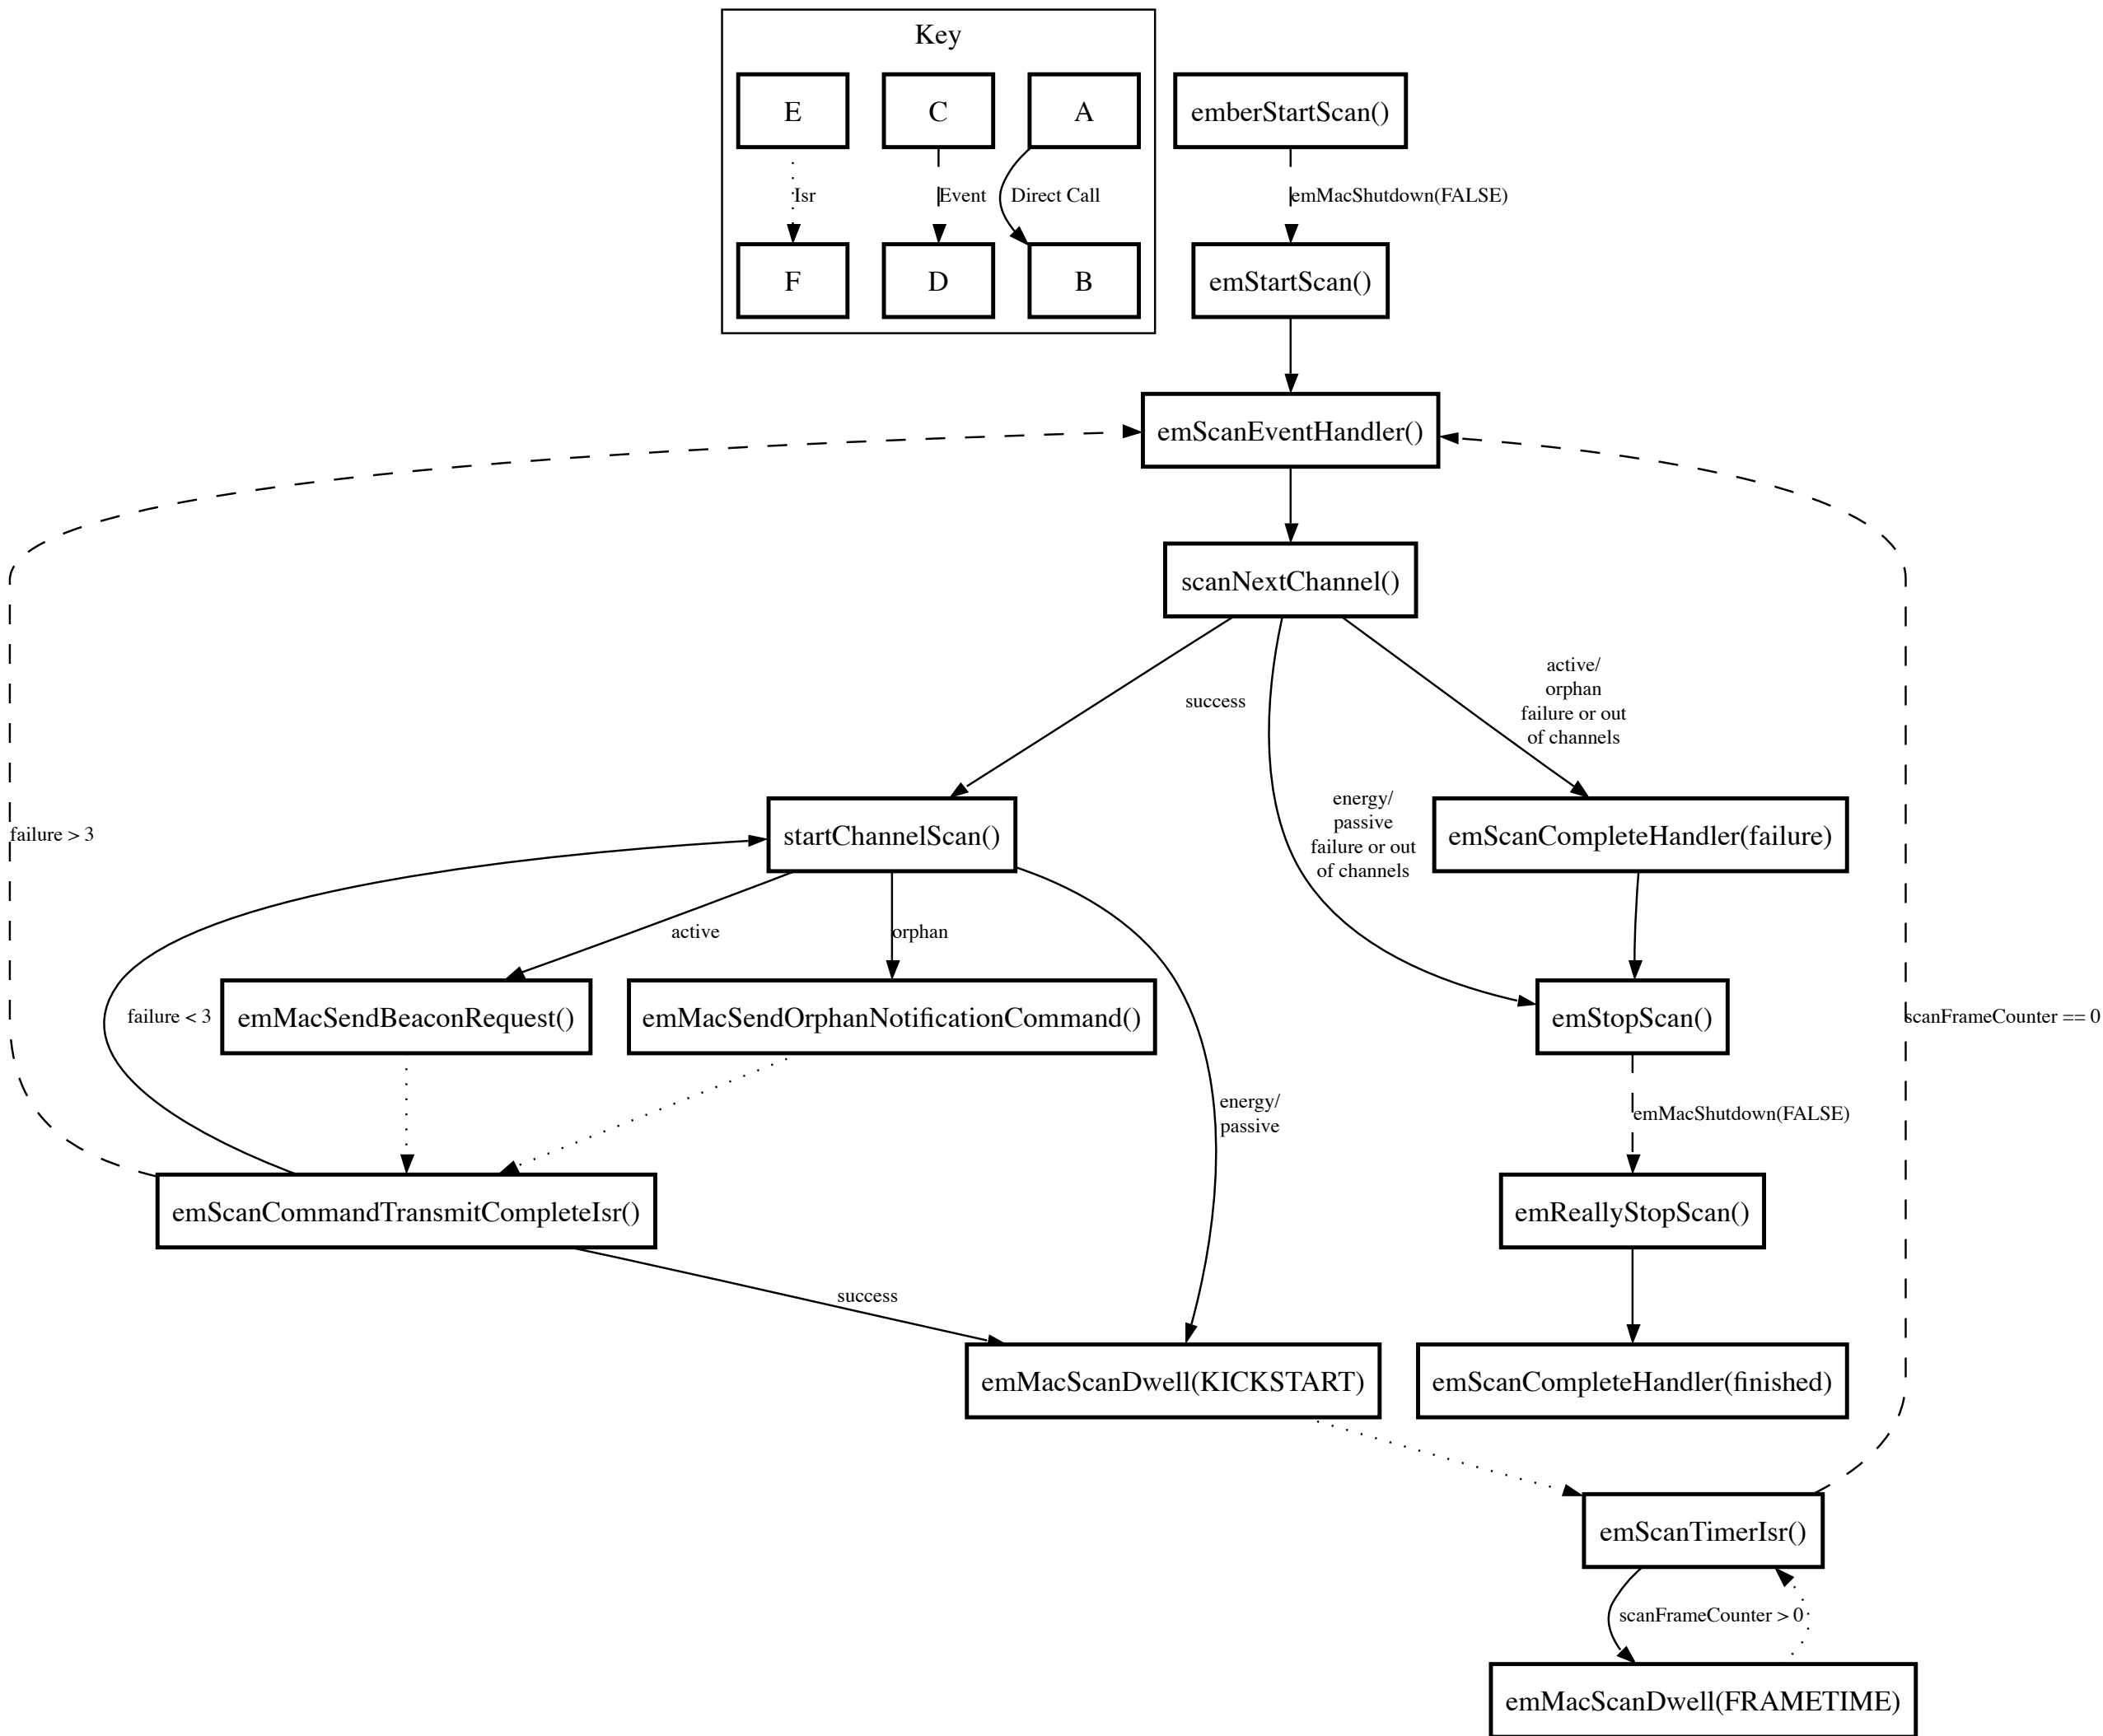 Key
E
C
A
emberStartScan()
Isr
Event
Direct Call
emMacShutdown(FALSE)
F
D
B
emStartScan()
emScanEventHandler()
scanNextChannel()
success
active/
orphan
failure or out
of channels
energy/
passive
failure or out
of channels
failure > 3
startChannelScan()
emScanCompleteHandler(failure)
active
orphan
failure < 3
emMacSendBeaconRequest()
emMacSendOrphanNotificationCommand()
emStopScan()
scanFrameCounter == 0
energy/
passive
emMacShutdown(FALSE)
emScanCommandTransmitCompleteIsr()
emReallyStopScan()
success
emMacScanDwell(KICKSTART)
emScanCompleteHandler(finished)
emScanTimerIsr()
scanFrameCounter > 0
emMacScanDwell(FRAMETIME)